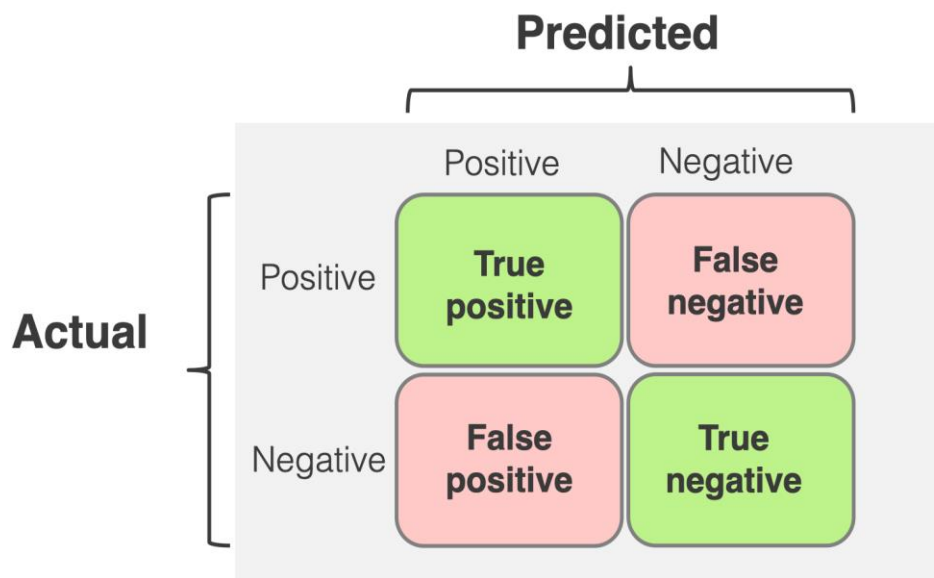 Predicted
Positive Negative
Positive
True
positive
False
negative
Actual
Negative
False
positive
True
negative